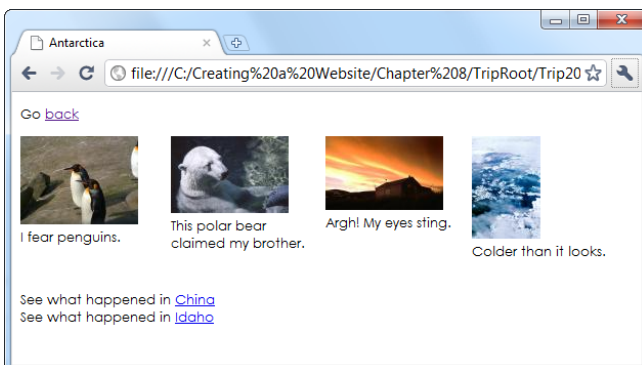 Antarctica
file:///C:/Creating%20a%20Website/Chapter%208/TripRoot/Trip20
Go back
I fear penguins.
This polar bear
claimed my brother.
Argh! My eyes sting.
Colder than it looks.
See what happened in China
See what happened in Idaho